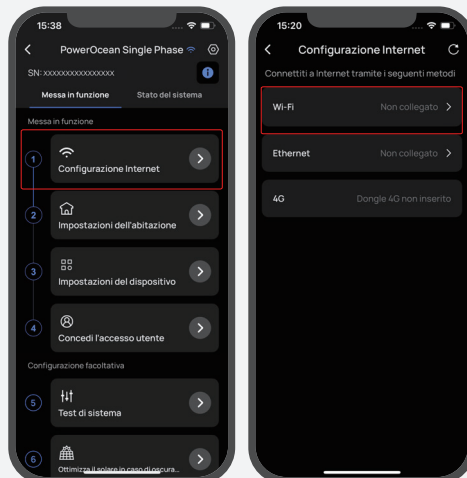 15:38
PowerOcean Single Phase
SN: xxxxxxxxxxxxxxx
Messa in funzione
Stato del sistema
Messa in funzione
1
Configurazione Internet
2
Impostazioni dell'abitazione
3
Impostazioni del dispositivo
4
Concedi l'accesso utente
Configurazione facoltativa
5
Test di sistema
6
Ottimizza il solare in caso di oscura...
15:20
Configurazione Internet
Connettiti a Internet tramite i seguenti metodi
Wi-Fi
Non collegato
Ethernet
Non collegato
4G
Dongle 4G non inserito